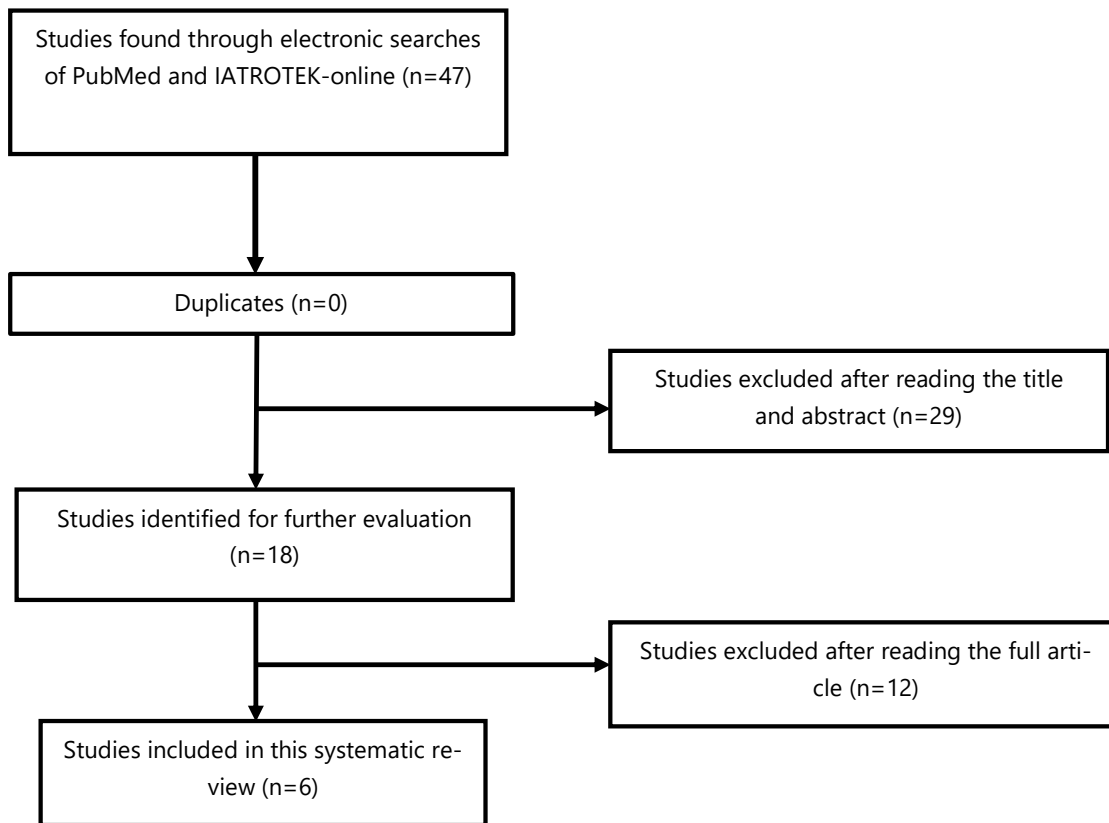 Studies found through electronic searches
of PubMed and IATROTEK-online (n=47)
Duplicates (n=0)
Studies excluded after reading the title
and abstract (n=29)
Studies identified for further evaluation
(n=18)
Studies excluded after reading the full arti-
cle (n=12)
Studies included in this systematic re-
view (n=6)